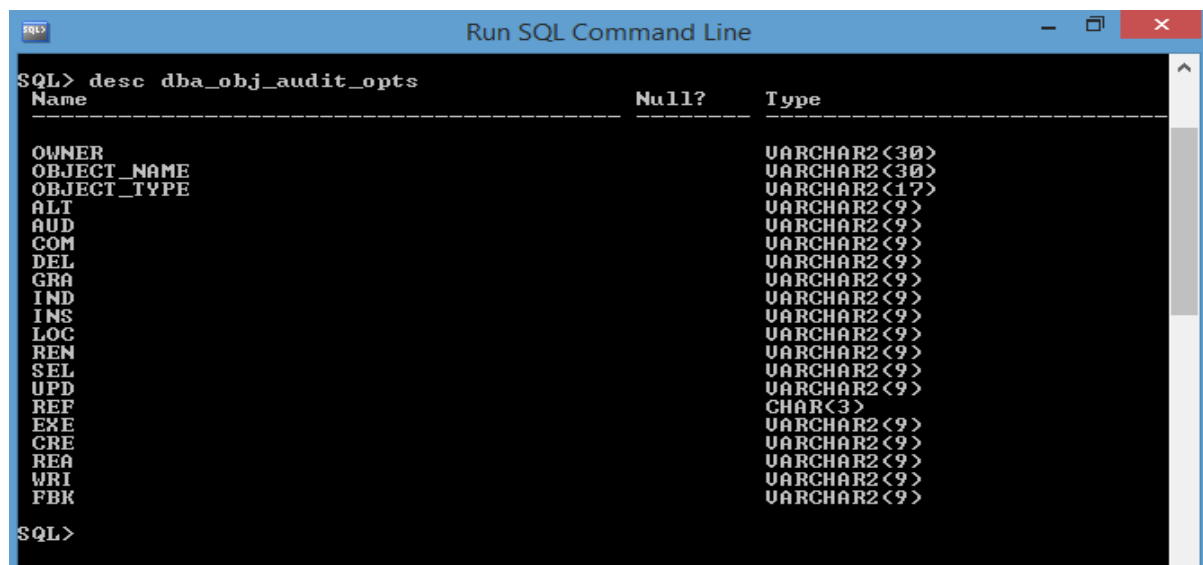 SQL>
Run SQL Command Line
SQL> desc dba_obj_audit_opts
Name Null? Type
OWNER VARCHAR2(30)
OBJECT_NAME VARCHAR2(30)
OBJECT_TYPE VARCHAR2(17)
ALT VARCHAR2(9)
AUD VARCHAR2(9)
COM VARCHAR2(9)
DEL VARCHAR2(9)
GRA VARCHAR2(9)
IND VARCHAR2(9)
INS VARCHAR2(9)
LOC VARCHAR2(9)
REN VARCHAR2(9)
SEL VARCHAR2(9)
UPD VARCHAR2(9)
REF CHAR(3)
EXE VARCHAR2(9)
CRE VARCHAR2(9)
REA VARCHAR2(9)
WRI VARCHAR2(9)
FBK VARCHAR2(9)
SQL>